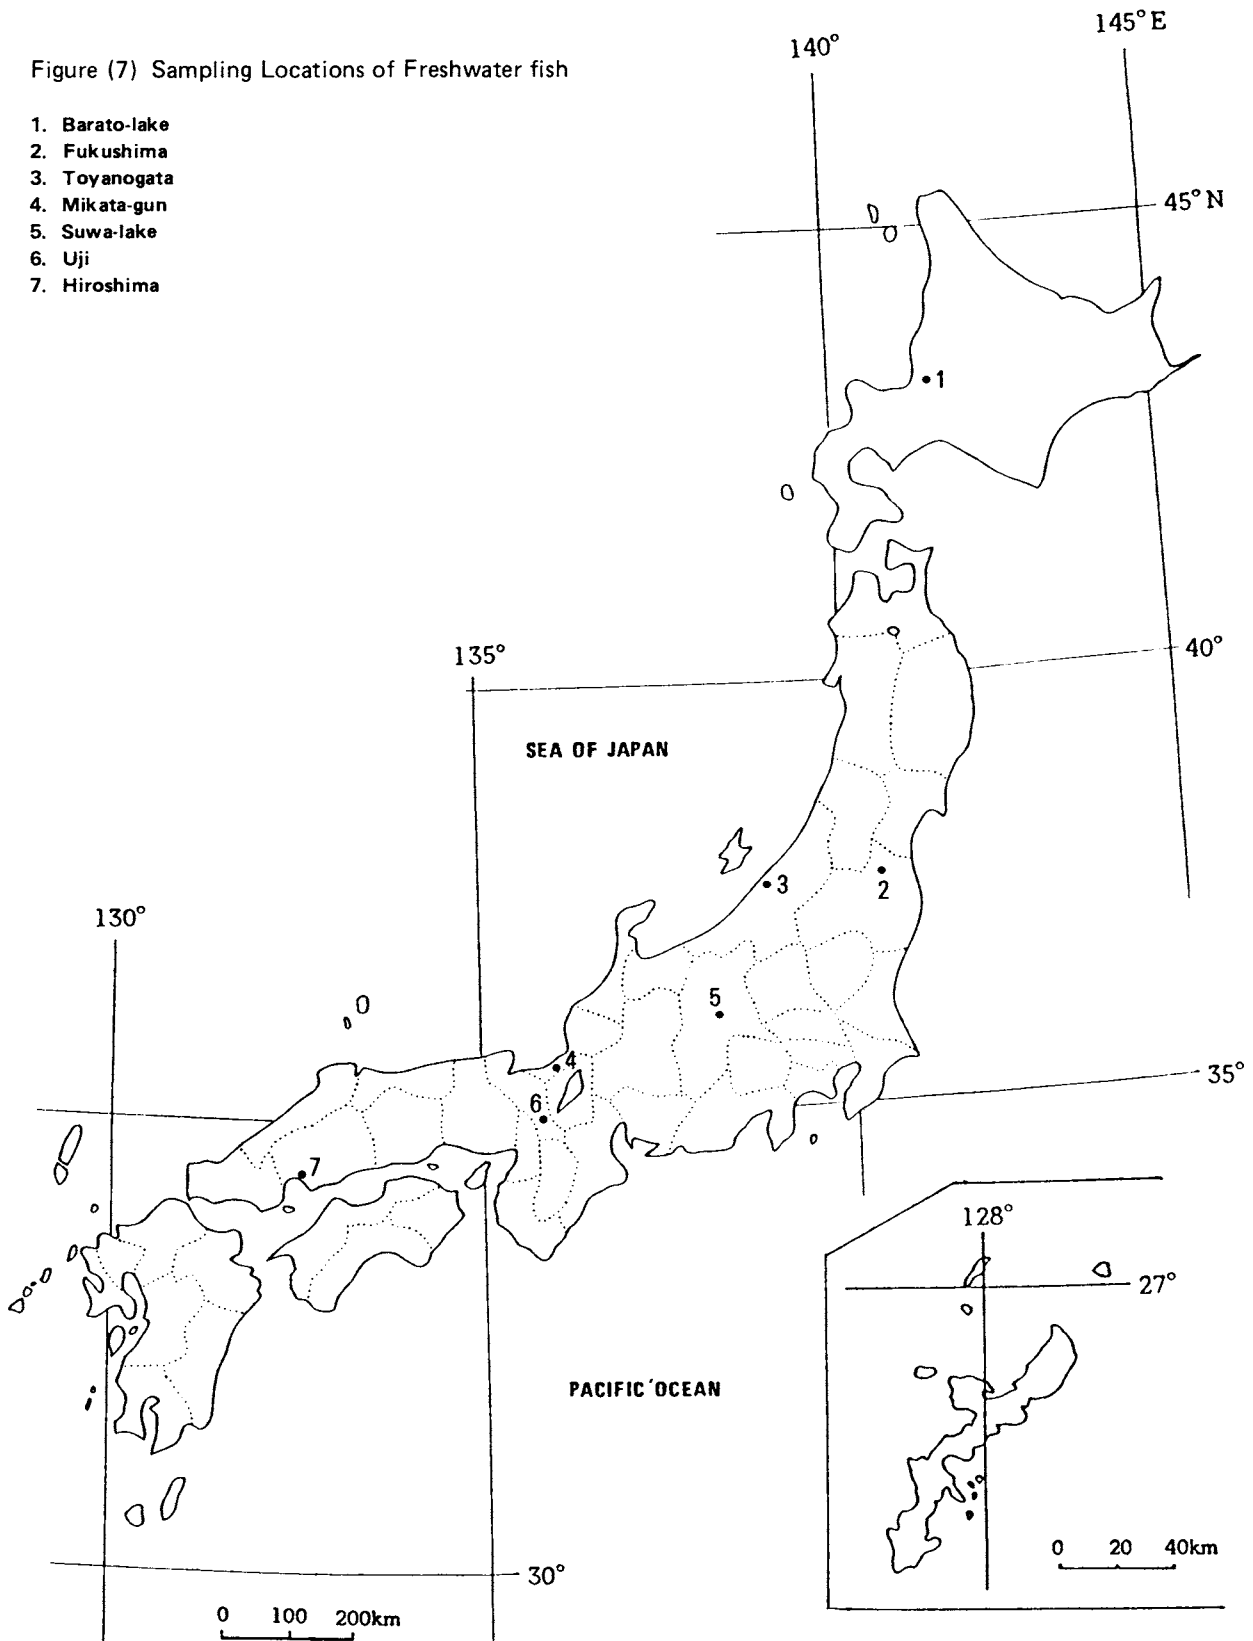 Figure (7) Sampling Locations of Freshwater fish
1. Barato-lake
2. Fukushima
3. Toyanogata
4. Mikata-gun
5. Suwa-lake
6. Uji
7. Hiroshima
145°E
140°
45°N
1
40°
135°
SEA OF JAPAN
3
2
130°
5
4
35°
6
7
128°
27°
PACIFIC OCEAN
0 20 40km
30°
0 100 200km